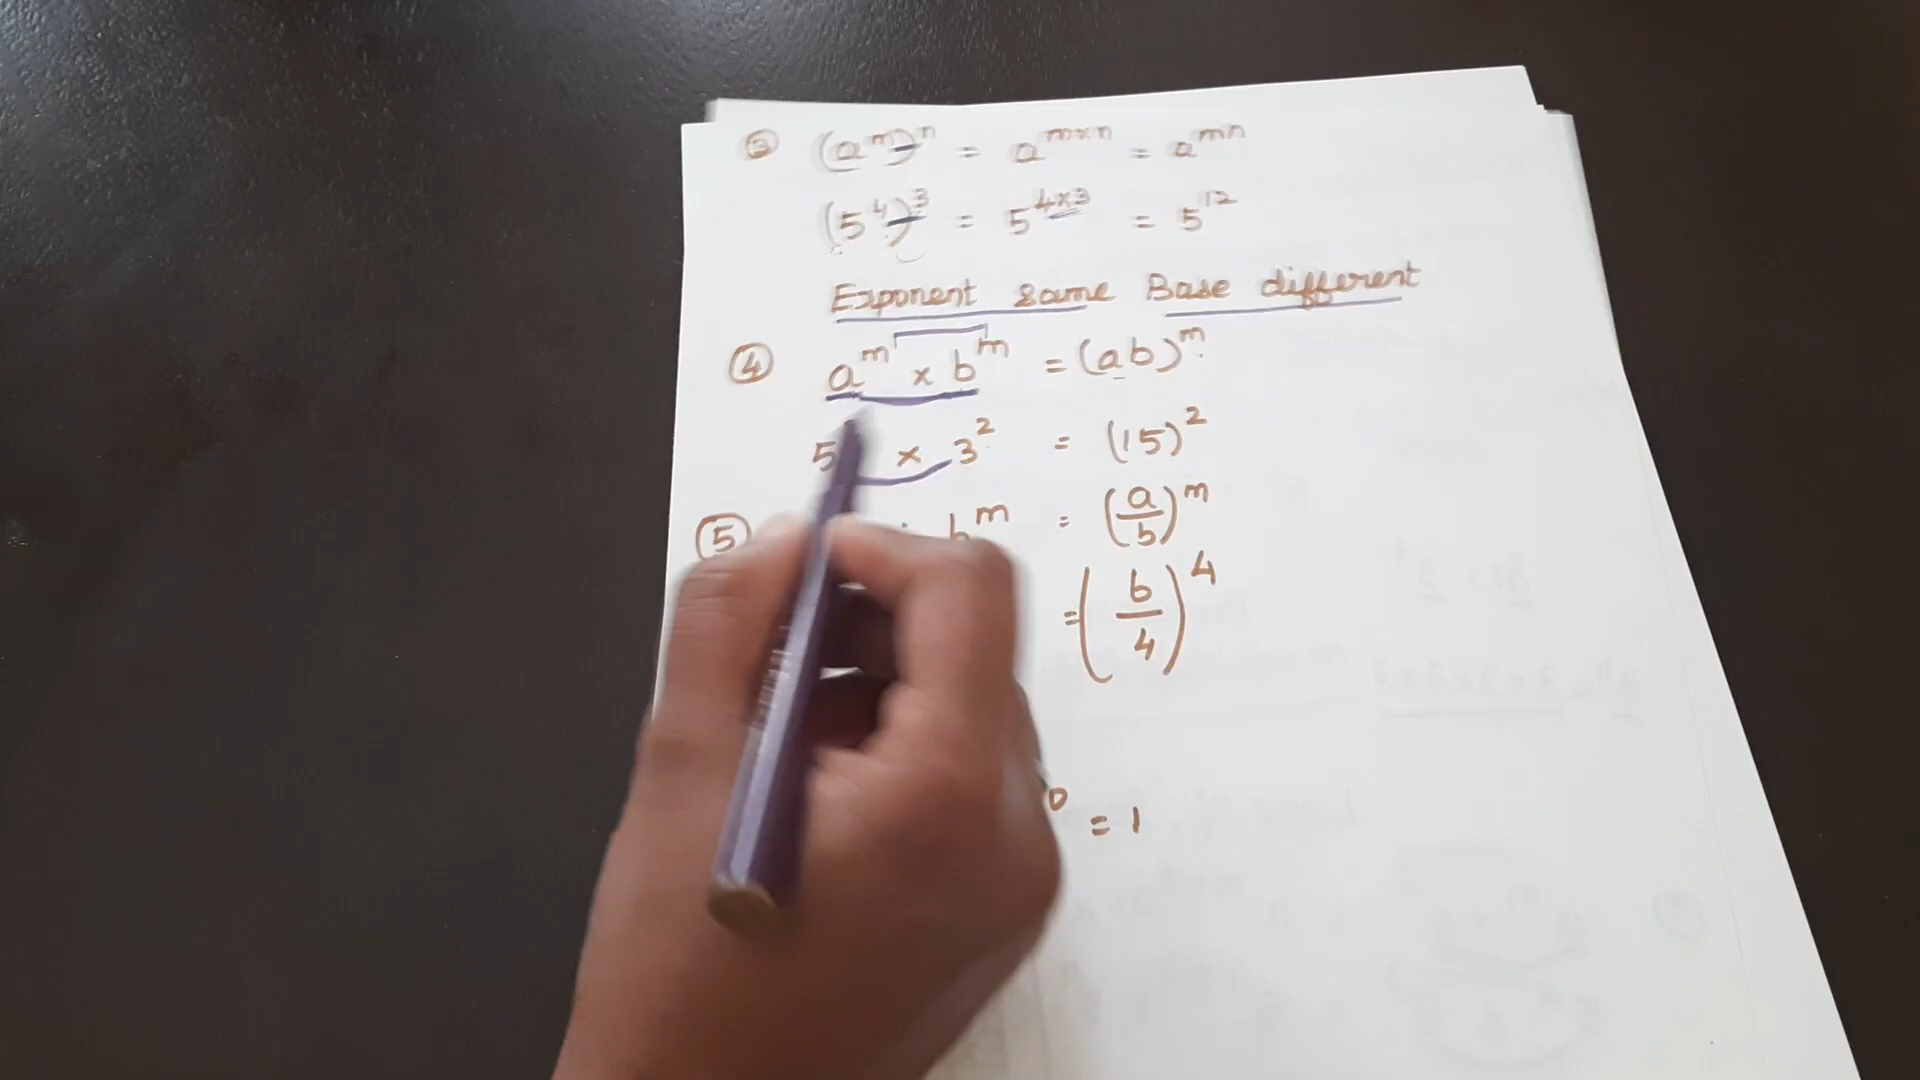 ③ (a^m)^n = a^{m×n} = a^{mn}
(5^4)^3 = 5^{4×3} = 5^{12}
Exponent same Base different
④ a^m × b^m = (ab)^m
5 × 3^2 = (15)^2
⑤ b^m = (a/b)^m
= (b/4)^4
0 = 1